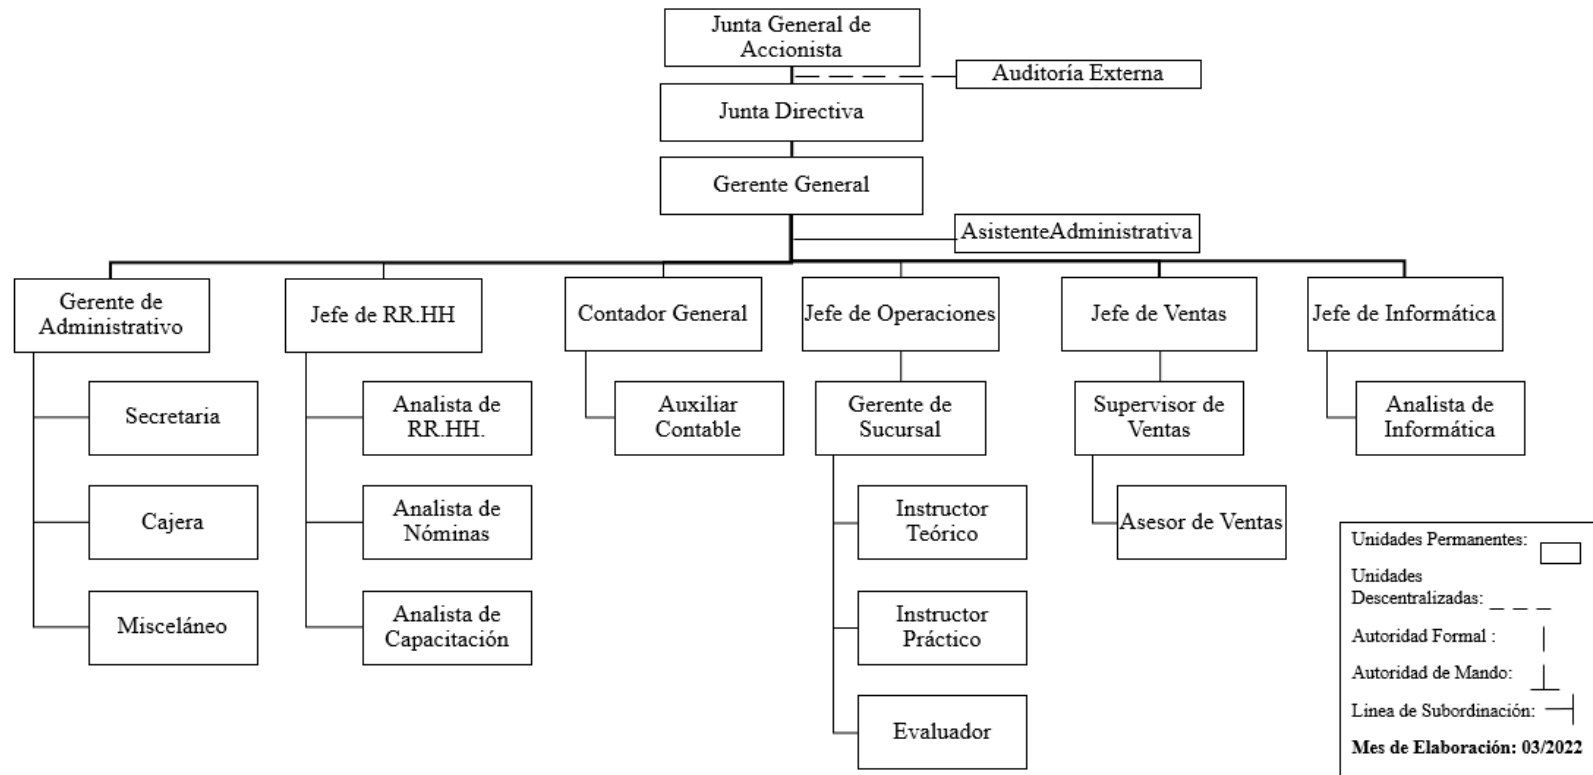 Junta General de
Accionista
Auditoría Externa
Junta Directiva
Gerente General
AsistenteAdministrativa
Gerente de
Administrativo
Jefe de RR.HH
Contador General
Jefe de Operaciones
Jefe de Ventas
Jefe de Informática
Secretaria
Analista de
RR.HH.
Auxiliar
Contable
Gerente de
Sucursal
Supervisor de
Ventas
Analista de
Informática
Cajera
Analista de
Nóminas
Instructor
Teórico
Asesor de Ventas
Misceláneo
Analista de
Capacitación
Instructor
Práctico
Evaluador
Unidades Permanentes:
Unidades
Descentralizadas:
Autoridad Formal :
Autoridad de Mando:
Linea de Subordinación:
Mes de Elaboración: 03/2022